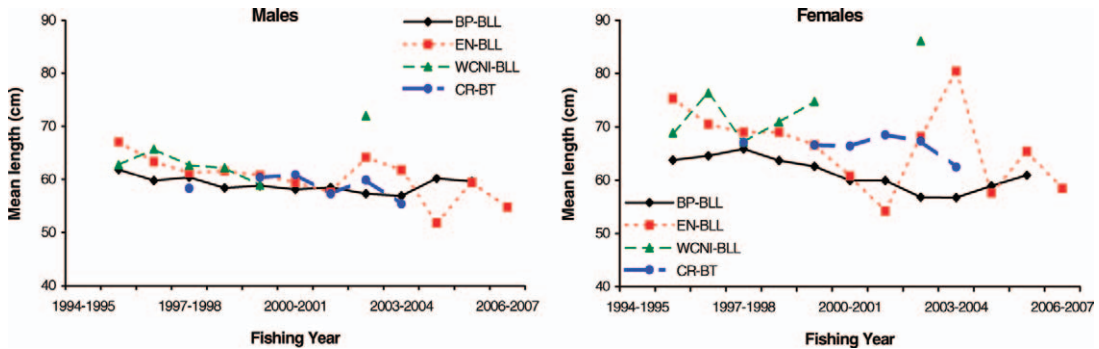 Males
Mean length (cm)
90
80
70
60
50
40
BP-BLL
EN-BLL
WCNI-BLL
CR-BT
1994-1995
1997-1998
2000-2001
2003-2004
2006-2007
Fishing Year
Females
Mean length (cm)
90
80
70
60
50
40
BP-BLL
EN-BLL
WCNI-BLL
CR-BT
1994-1995
1997-1998
2000-2001
2003-2004
2006-2007
Fishing Year